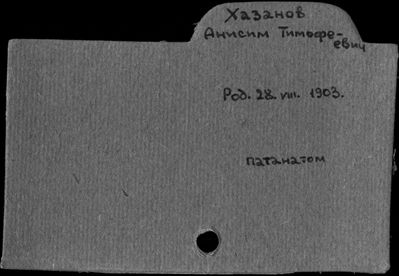 Хазанов
Анисим Тимофе-
евич
Род. 28. VIII. 1903.
патанатом